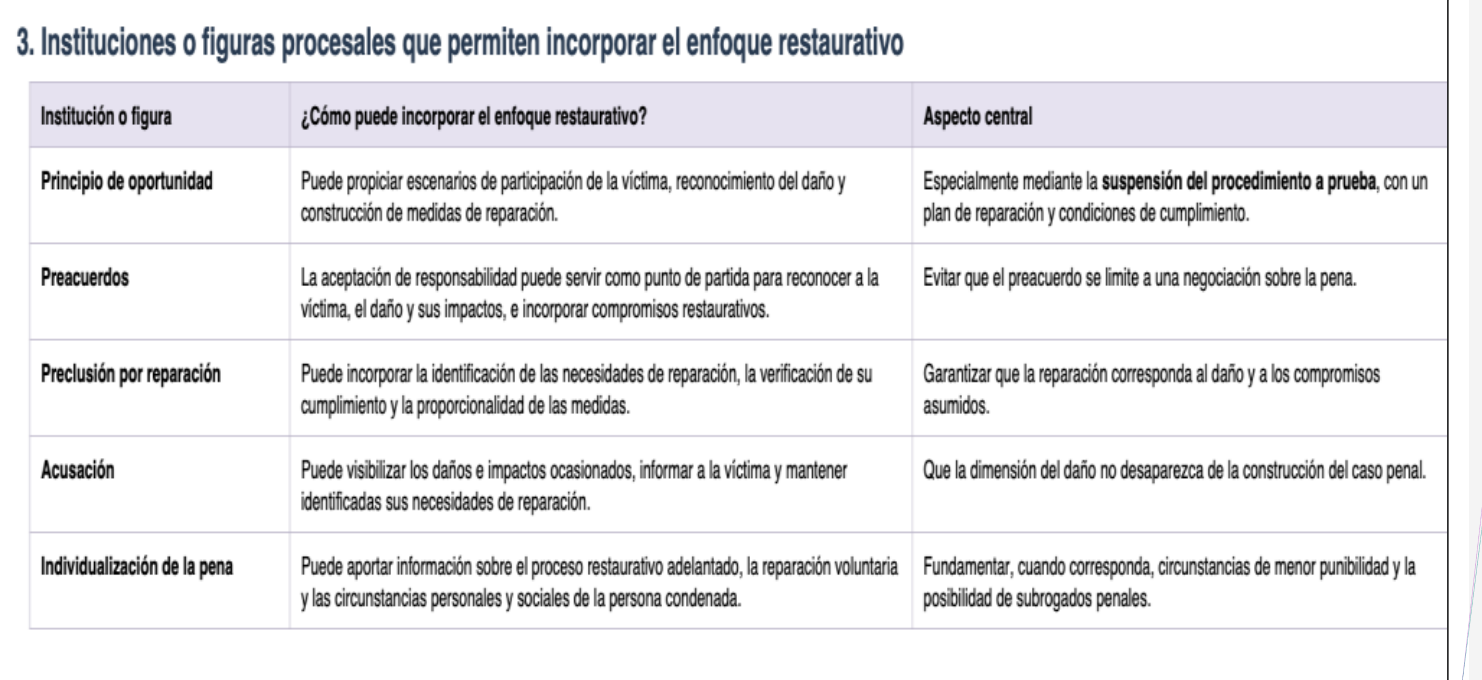 3. Instituciones o figuras procesales que permiten incorporar el enfoque restaurativo
Institución o figura
¿Cómo puede incorporar el enfoque restaurativo?
Aspecto central
Principio de oportunidad
Puede propiciar escenarios de participación de la víctima, reconocimiento del daño y
construcción de medidas de reparación.
Especialmente mediante la suspensión del procedimiento a prueba, con un
plan de reparación y condiciones de cumplimiento.
Preacuerdos
La aceptación de responsabilidad puede servir como punto de partida para reconocer a la
víctima, el daño y sus impactos, e incorporar compromisos restaurativos.
Evitar que el preacuerdo se limite a una negociación sobre la pena.
Preclusión por reparación
Puede incorporar la identificación de las necesidades de reparación, la verificación de su
cumplimiento y la proporcionalidad de las medidas.
Garantizar que la reparación corresponda al daño y a los compromisos
asumidos.
Acusación
Puede visibilizar los daños e impactos ocasionados, informar a la víctima y mantener
identificadas sus necesidades de reparación.
Que la dimensión del daño no desaparezca de la construcción del caso penal.
Individualización de la pena
Puede aportar información sobre el proceso restaurativo adelantado, la reparación voluntaria
y las circunstancias personales y sociales de la persona condenada.
Fundamentar, cuando corresponda, circunstancias de menor punibilidad y la
posibilidad de subrogados penales.